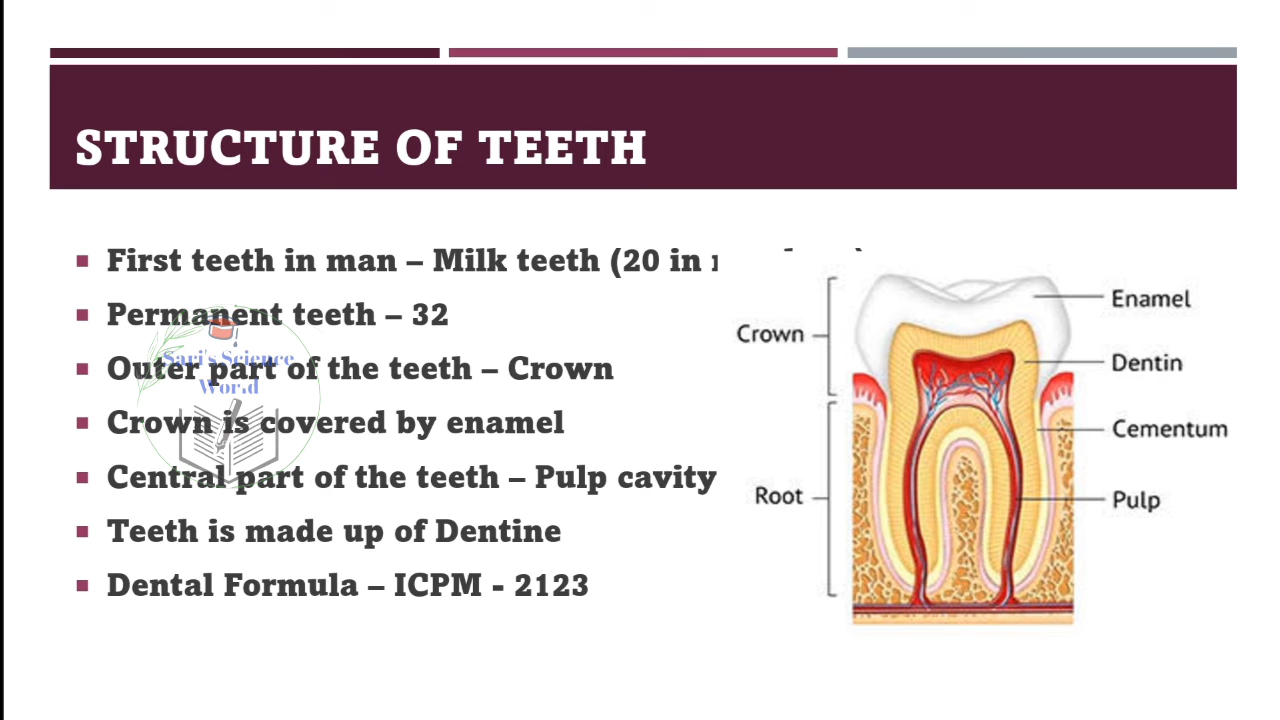 STRUCTURE OF TEETH
First teeth in man – Milk teeth (20 in
Permanent teeth – 32
Outer part of the teeth – Crown
Crown is covered by enamel
Central part of the teeth – Pulp cavity
Teeth is made up of Dentine
Dental Formula – ICPM - 2123
Sari's Science
World
Crown
Root
Enamel
Dentin
Cementum
Pulp